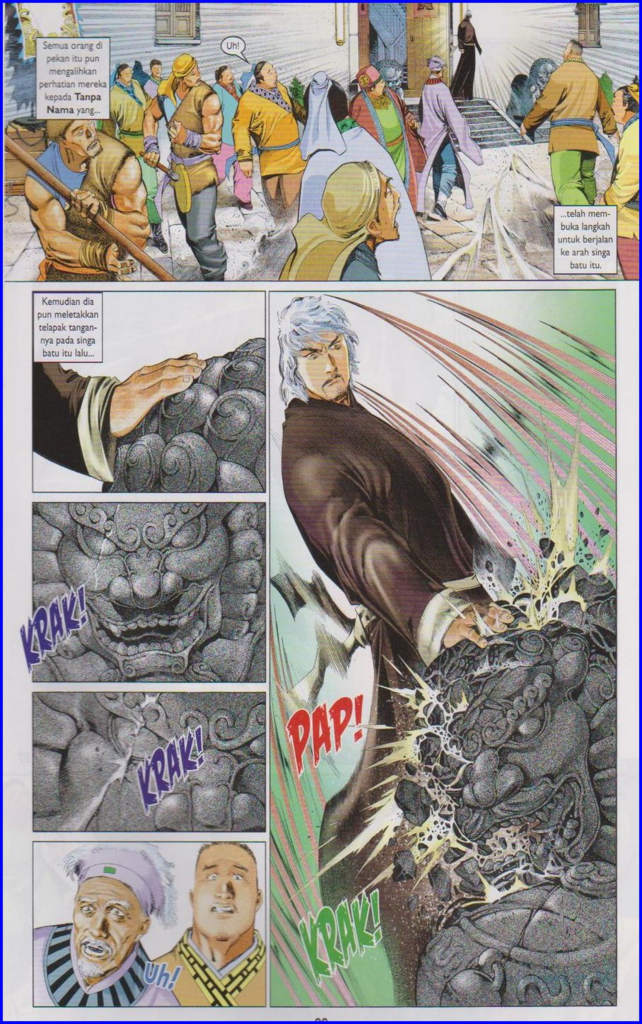 Semua orang di
pekan itu pun
mengalihkan
perhatian mereka
kepada Tanpa
Nama yang...
Uh!
...telah mem-
buka langkah
untuk berjalan
ke arah singa
batu itu.
Kemudian dia
pun meletakkan
telapak tangan-
nya pada singa
batu itu lalu...
KRAK!
KRAK!
Uh!
PAP!
KRAK!